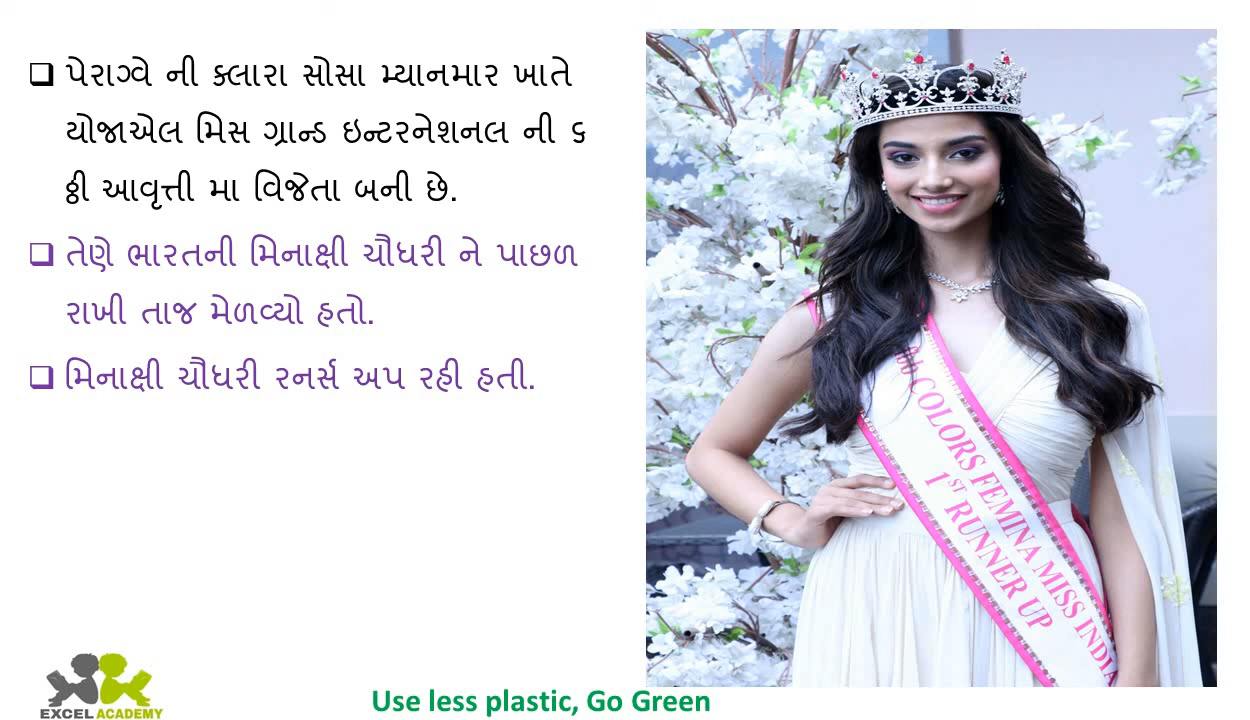 પેરાગ્વે ની ક્લારા સોસા મ્યાનમાર ખાતે
યોજાએલ મિસ ગ્રાન્ડ ઇન્ટરનેશનલ ની ૬
ઠ્ઠી આવૃત્તી મા વિજેતા બની છે.
તેણે ભારતની મિનાક્ષી ચૌધરી ને પાછળ
રાખી તાજ મેળવ્યો હતો.
મિનાક્ષી ચૌધરી રનર્સ અપ રહી હતી.
fbb COLORS FEMINA MISS INDIA
1ST RUNNER UP
EXCEL ACADEMY
Use less plastic, Go Green